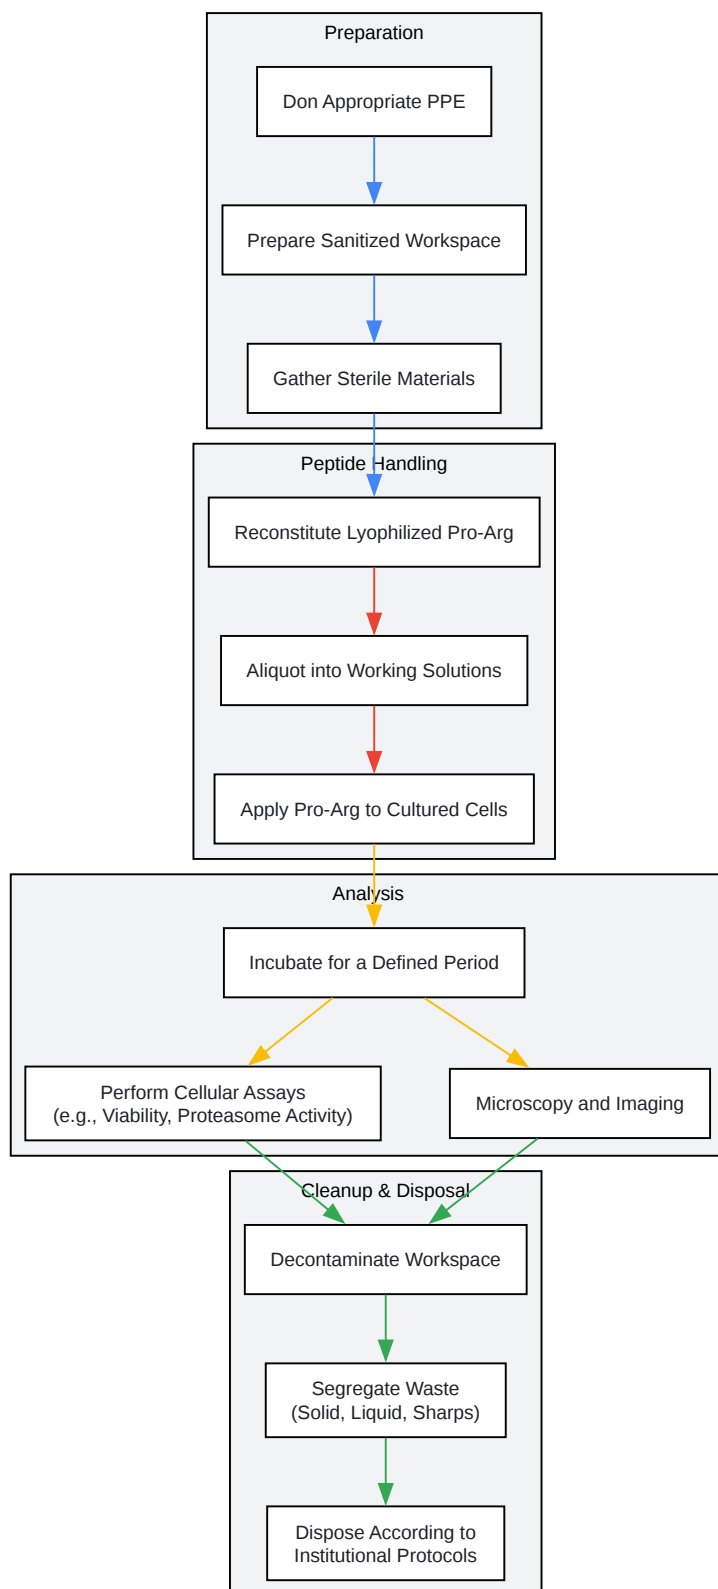 Preparation
Don Appropriate PPE
Prepare Sanitized Workspace
Gather Sterile Materials
Peptide Handling
Reconstitute Lyophilized Pro-Arg
Aliquot into Working Solutions
Apply Pro-Arg to Cultured Cells
Analysis
Incubate for a Defined Period
Perform Cellular Assays
(e.g., Viability, Proteasome Activity)
Microscopy and Imaging
Cleanup & Disposal
Decontaminate Workspace
Segregate Waste
(Solid, Liquid, Sharps)
Dispose According to
Institutional Protocols